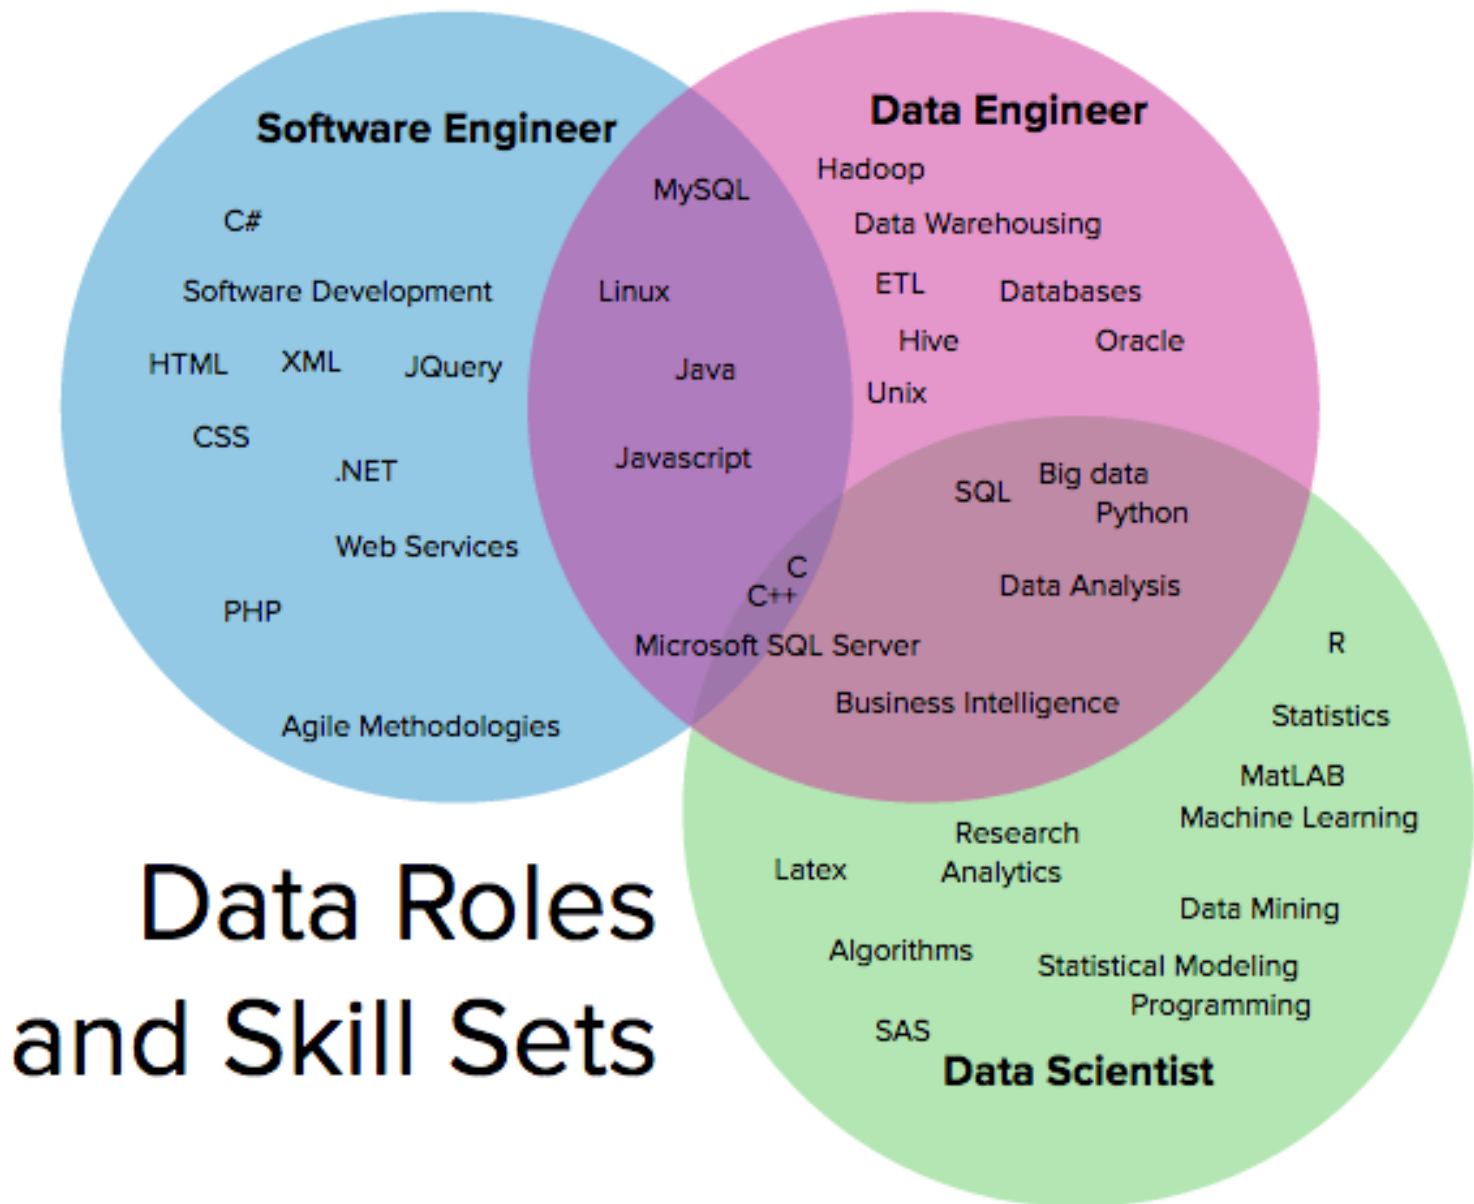 Software Engineer
C#
Software Development
HTML
XML
JQuery
CSS
.NET
Web Services
PHP
Agile Methodologies
MySQL
Linux
Java
Javascript
Data Engineer
Hadoop
Data Warehousing
ETL
Databases
Hive
Oracle
Unix
SQL
Big data
Python
Data Analysis
C
C++
Microsoft SQL Server
Business Intelligence
R
Statistics
MatLAB
Machine Learning
Research
Analytics
Latex
Data Mining
Algorithms
Statistical Modeling
Programming
SAS
Data Scientist
Data Roles
and Skill Sets